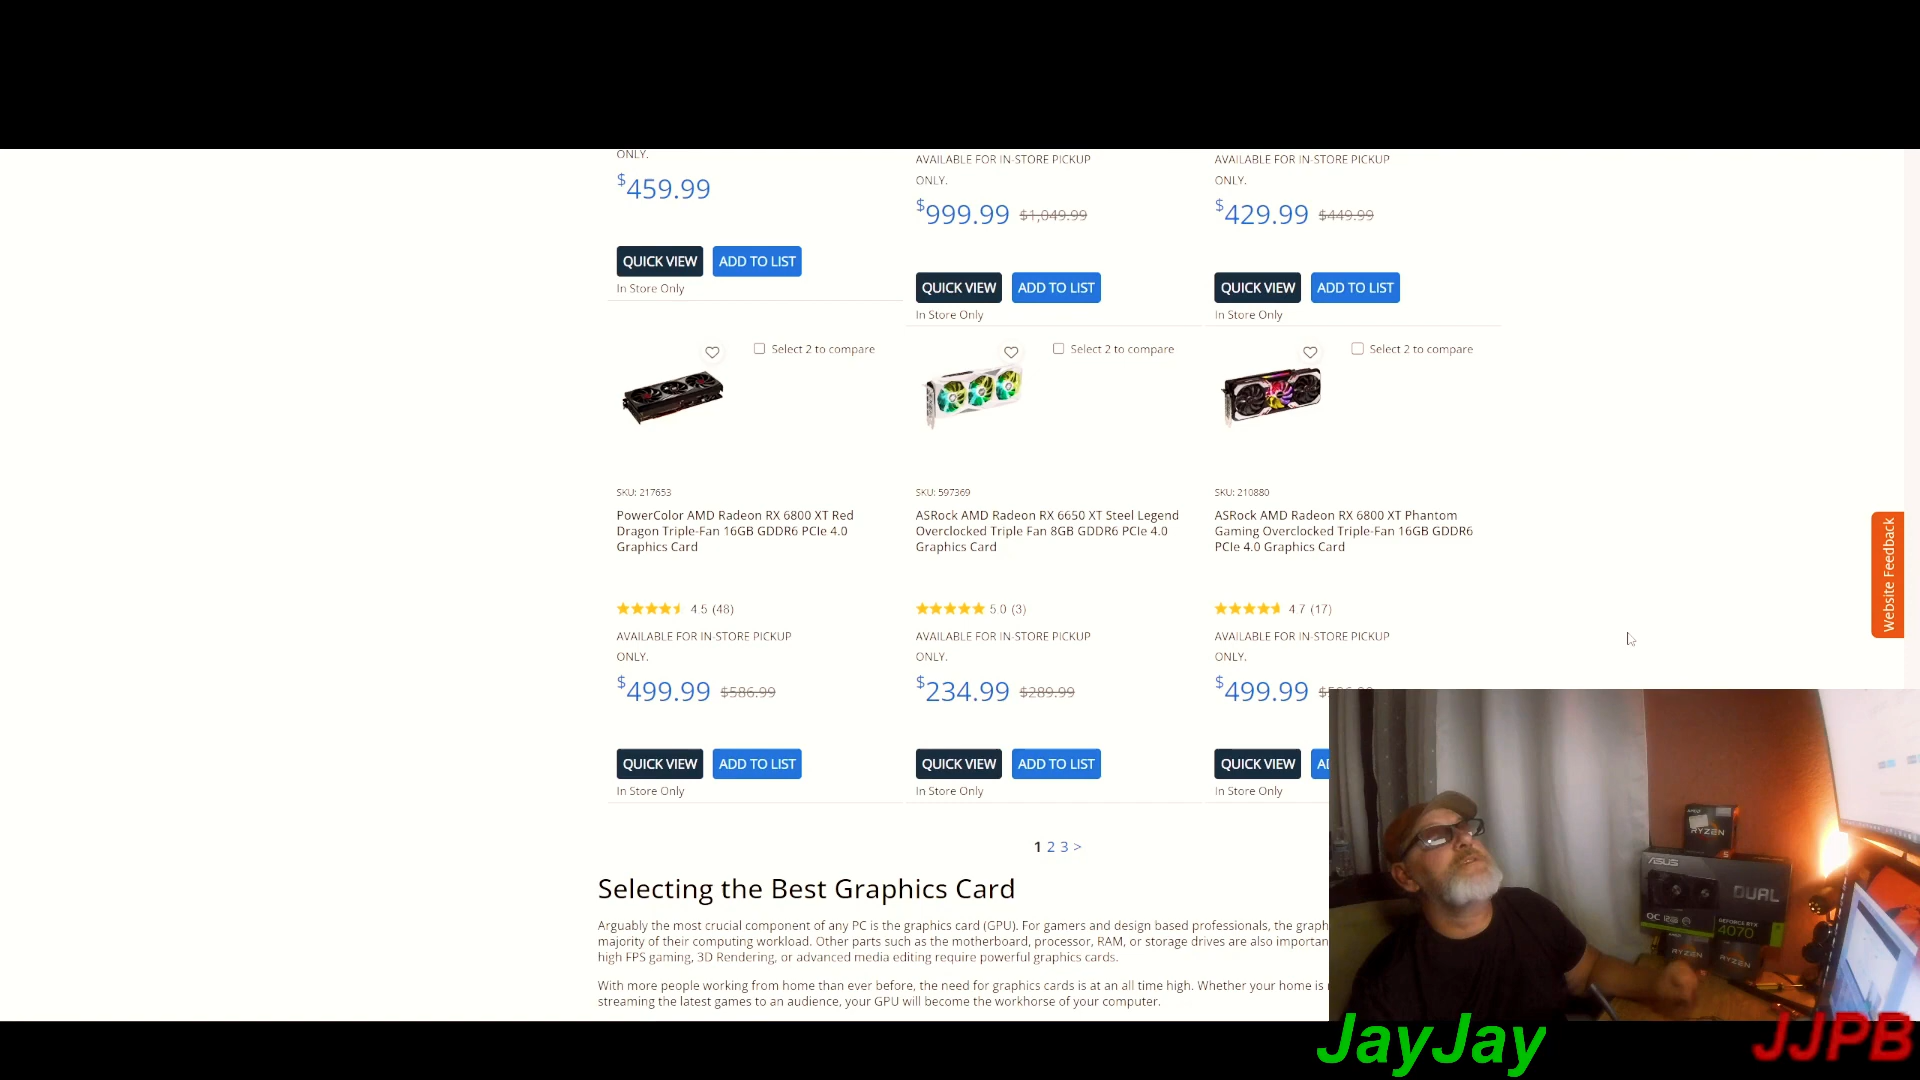 ONLY.
$459.99
QUICK VIEW ADD TO LIST
In Store Only
AVAILABLE FOR IN-STORE PICKUP
ONLY.
$999.99 $1,049.99
QUICK VIEW ADD TO LIST
In Store Only
AVAILABLE FOR IN-STORE PICKUP
ONLY.
$429.99 $449.99
QUICK VIEW ADD TO LIST
In Store Only
Select 2 to compare
SKU: 217653
PowerColor AMD Radeon RX 6800 XT Red
Dragon Triple-Fan 16GB GDDR6 PCIe 4.0
Graphics Card
4.5 (48)
AVAILABLE FOR IN-STORE PICKUP
ONLY.
$499.99 $586.99
QUICK VIEW ADD TO LIST
In Store Only
Select 2 to compare
SKU: 597369
ASRock AMD Radeon RX 6650 XT Steel Legend
Overclocked Triple Fan 8GB GDDR6 PCIe 4.0
Graphics Card
5.0 (3)
AVAILABLE FOR IN-STORE PICKUP
ONLY.
$234.99 $289.99
QUICK VIEW ADD TO LIST
In Store Only
Select 2 to compare
SKU: 210880
ASRock AMD Radeon RX 6800 XT Phantom
Gaming Overclocked Triple-Fan 16GB GDDR6
PCIe 4.0 Graphics Card
4.7 (17)
AVAILABLE FOR IN-STORE PICKUP
ONLY.
$499.99
QUICK VIEW
In Store Only
Website Feedback
1 2 3 >
Selecting the Best Graphics Card
Arguably the most crucial component of any PC is the graphics card (GPU). For gamers and design based professionals, the graph
majority of their computing workload. Other parts such as the motherboard, processor, RAM, or storage drives are also importan
high FPS gaming, 3D Rendering, or advanced media editing require powerful graphics cards.
With more people working from home than ever before, the need for graphics cards is at an all time high. Whether your home is
streaming the latest games to an audience, your GPU will become the workhorse of your computer.
AMD
RYZEN
5
ASUS
DUAL
OC 12GB
GEFORCE RTX
4070
RYZEN
RYZEN
JayJay
JJPB